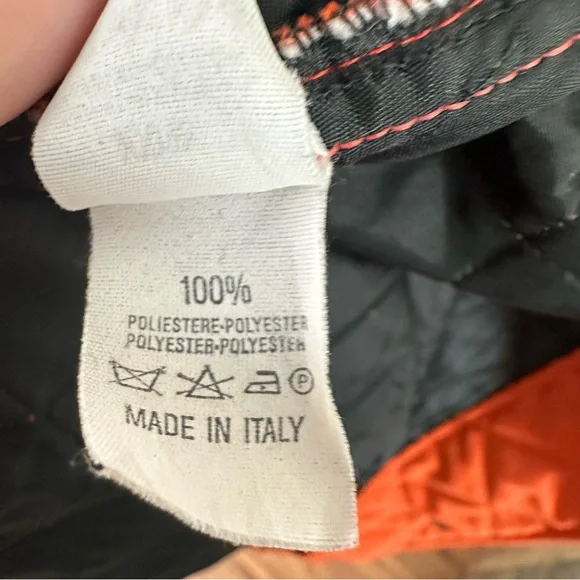 100%
POLIESTERE-POLYESTER
POLYESTER-POLYESTER
P
MADE IN ITALY